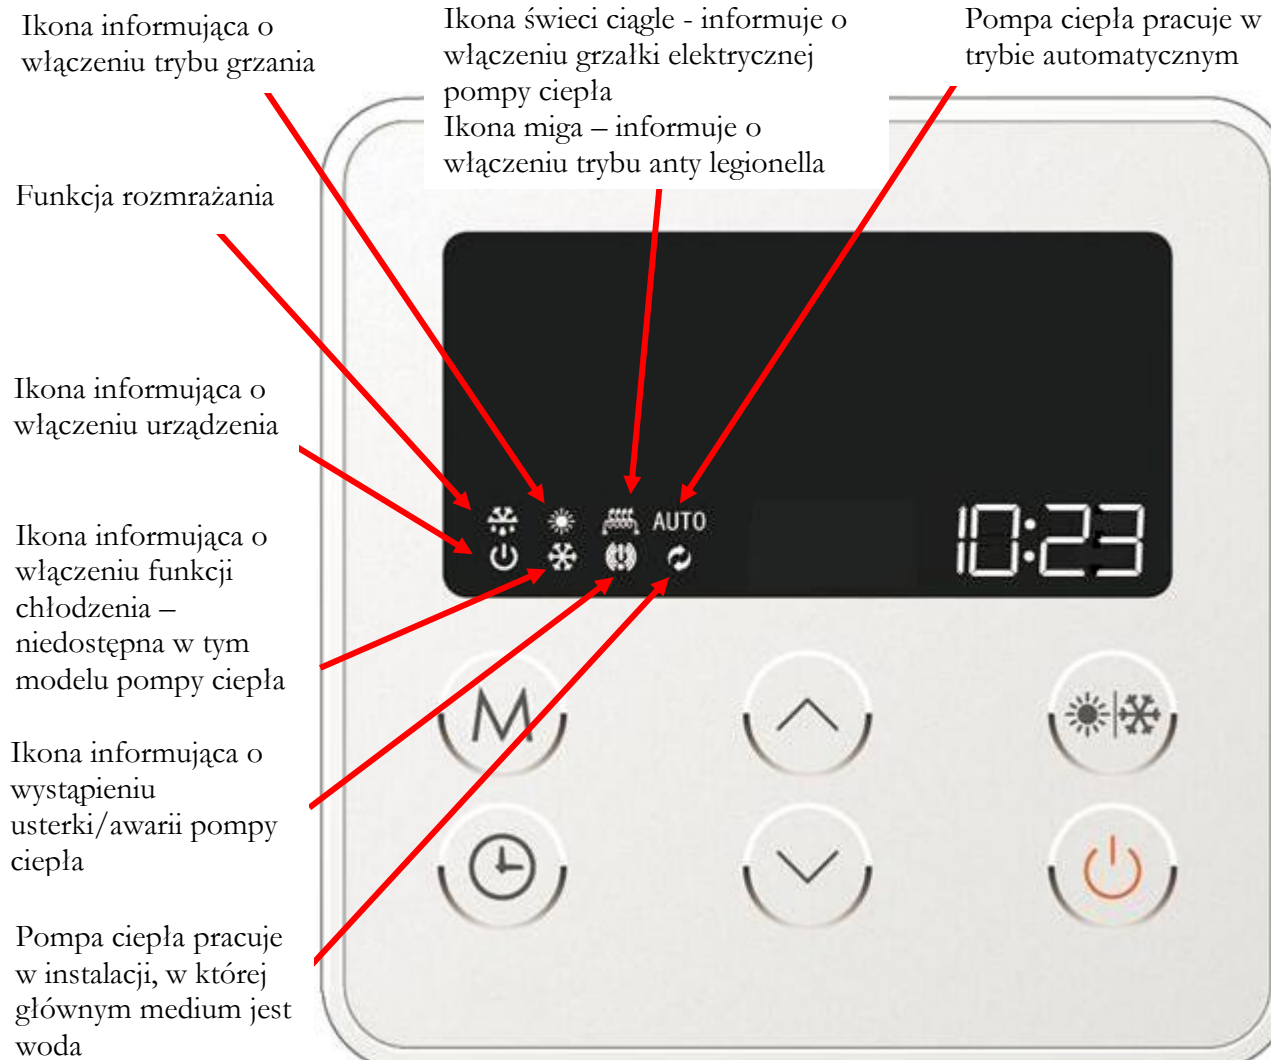 Ikona informująca o
włączeniu trybu grzania
Ikona świeci ciągle - informuje o
włączeniu grzałki elektrycznej
pompy ciepła
Ikona miga – informuje o
włączeniu trybu anty legionella
Pompa ciepła pracuje w
trybie automatycznym
Funkcja rozmrażania
Ikona informująca o
włączeniu urządzenia
Ikona informująca o
włączeniu funkcji
chłodzenia –
niedostępna w tym
modelu pompy ciepła
Ikona informująca o
wystąpieniu
usterki/awarii pompy
ciepła
Pompa ciepła pracuje
w instalacji, w której
głównym medium jest
woda
AUTO
10:23
M